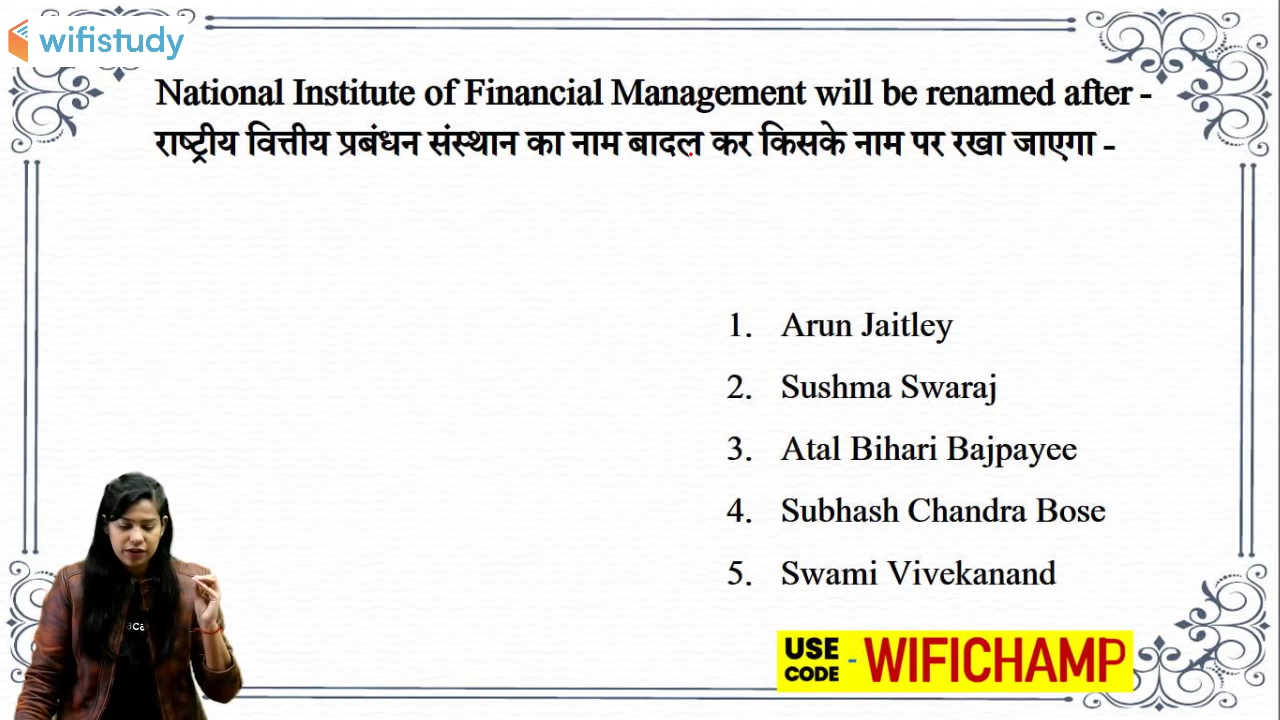 wifistudy
National Institute of Financial Management will be renamed after -
राष्ट्रीय वित्तीय प्रबंधन संस्थान का नाम बादल कर किसके नाम पर रखा जाएगा -
1. Arun Jaitley
2. Sushma Swaraj
3. Atal Bihari Bajpayee
4. Subhash Chandra Bose
5. Swami Vivekanand
USE CODE - WIFICHAMP